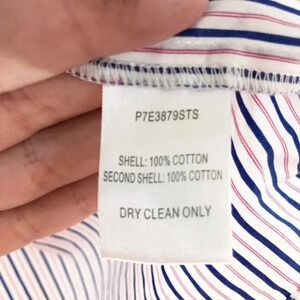 P7E3879STS
SHELL: 100% COTTON
SECOND SHELL: 100% COTTON
DRY CLEAN ONLY